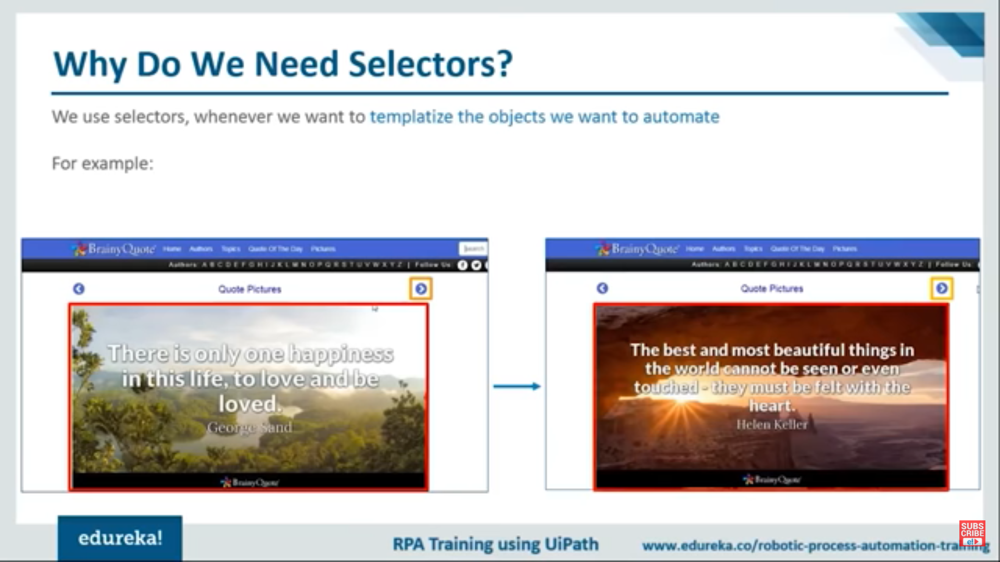 Why Do We Need Selectors?
We use selectors, whenever we want to templatize the objects we want to automate
For example:
BrainyQuote Home Authors Topics Quote Of The Day Pictures Search
Authors: A B C D E F G H I J K L M N O P Q R S T U V W X Y Z | Follow Us:
Quote Pictures
There is only one happiness
in this life, to love and be
loved.
George Sand
BrainyQuote
BrainyQuote Home Authors Topics Quote Of The Day Pictures
Authors: A B C D E F G H I J K L M N O P Q R S T U V W X Y Z | Follow Us:
Quote Pictures
The best and most beautiful things in
the world cannot be seen or even
touched - they must be felt with the
heart.
Helen Keller
BrainyQuote
edureka!
RPA Training using UiPath
www.edureka.co/robotic-process-automation-training
SUBS
CRIBE
e!